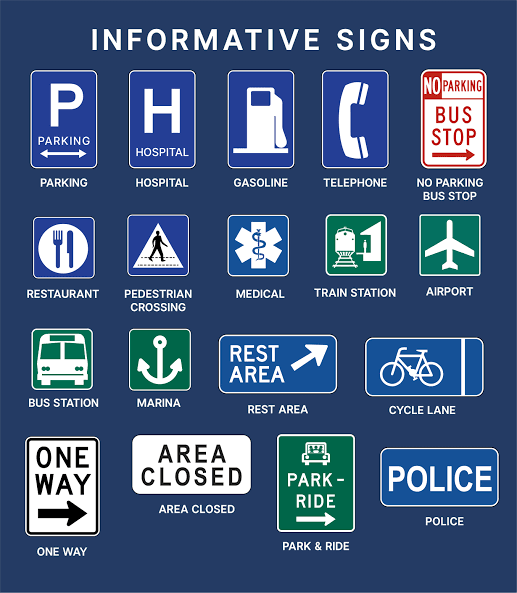 INFORMATIVE SIGNS
P
PARKING
H
HOSPITAL
NO PARKING
BUS
STOP
PARKING
HOSPITAL
GASOLINE
TELEPHONE
NO PARKING
BUS STOP
RESTAURANT
PEDESTRIAN
CROSSING
MEDICAL
TRAIN STATION
AIRPORT
REST
AREA
BUS STATION
MARINA
REST AREA
CYCLE LANE
ONE
WAY
AREA
CLOSED
PARK-
RIDE
POLICE
ONE WAY
AREA CLOSED
PARK & RIDE
POLICE